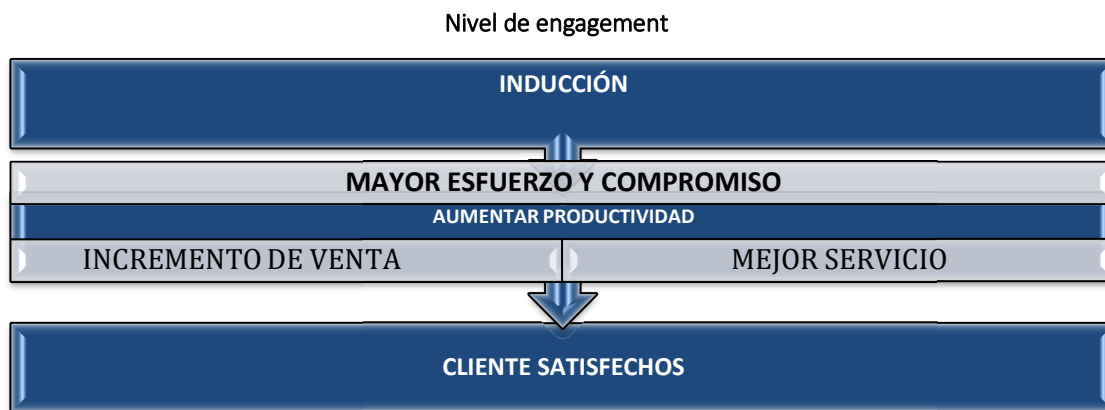 Nivel de engagement
INDUCCIÓN
MAYOR ESFUERZO Y COMPROMISO
AUMENTAR PRODUCTIVIDAD
INCREMENTO DE VENTA
MEJOR SERVICIO
CLIENTE SATISFECHOS